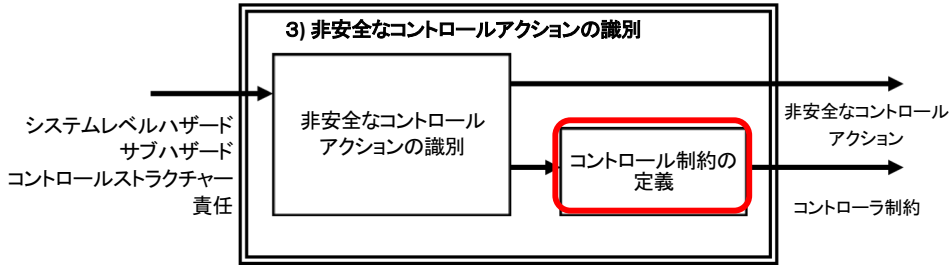 3) 非安全なコントロールアクションの識別
システムレベルハザード
サブハザード
コントロールストラクチャー
責任
非安全なコントロール
アクションの識別
コントロール制約の
定義
非安全なコントロール
アクション
コントローラ制約